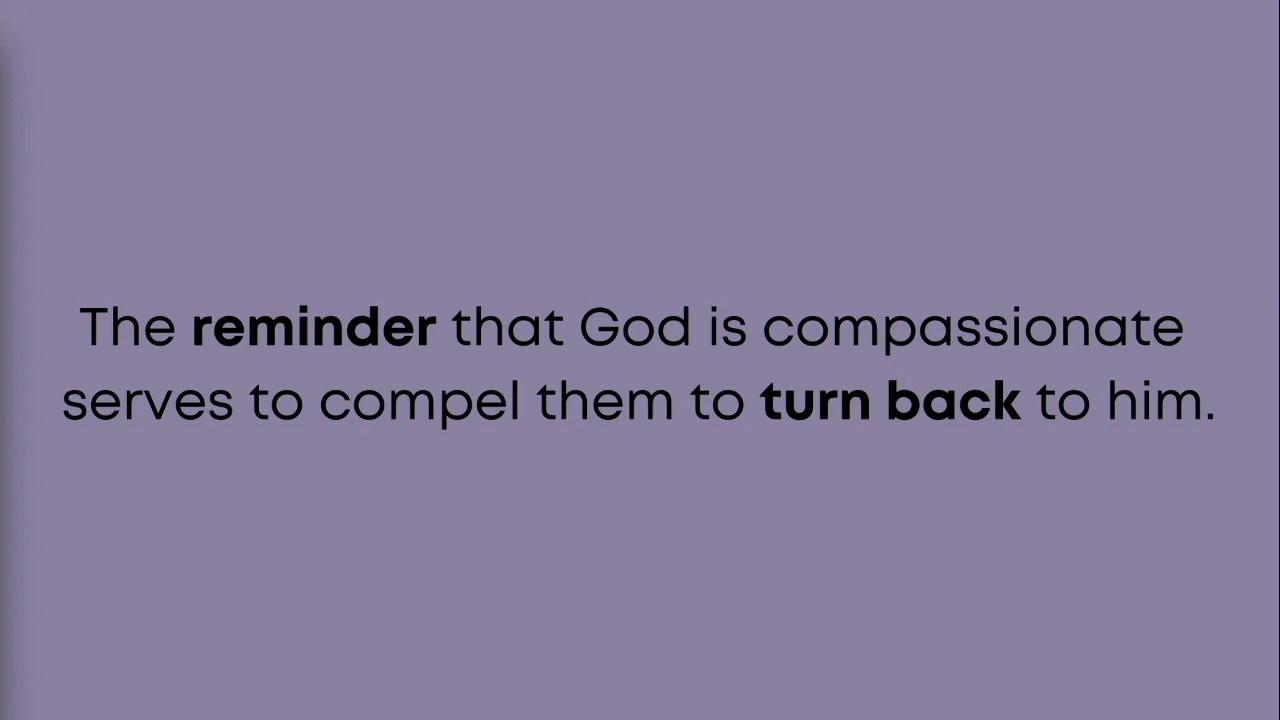 The reminder that God is compassionate
serves to compel them to turn back to him.